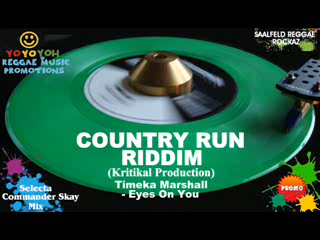 YOYOYOH
REGGAE MUSIC
PROMOTIONS
SAALFELD REGGAE
ROCKAZ
COUNTRY RUN
RIDDIM
(Kritikal Production)
Timeka Marshall
- Eyes On You
Selecta
Commander Skay
Mix
PROMO